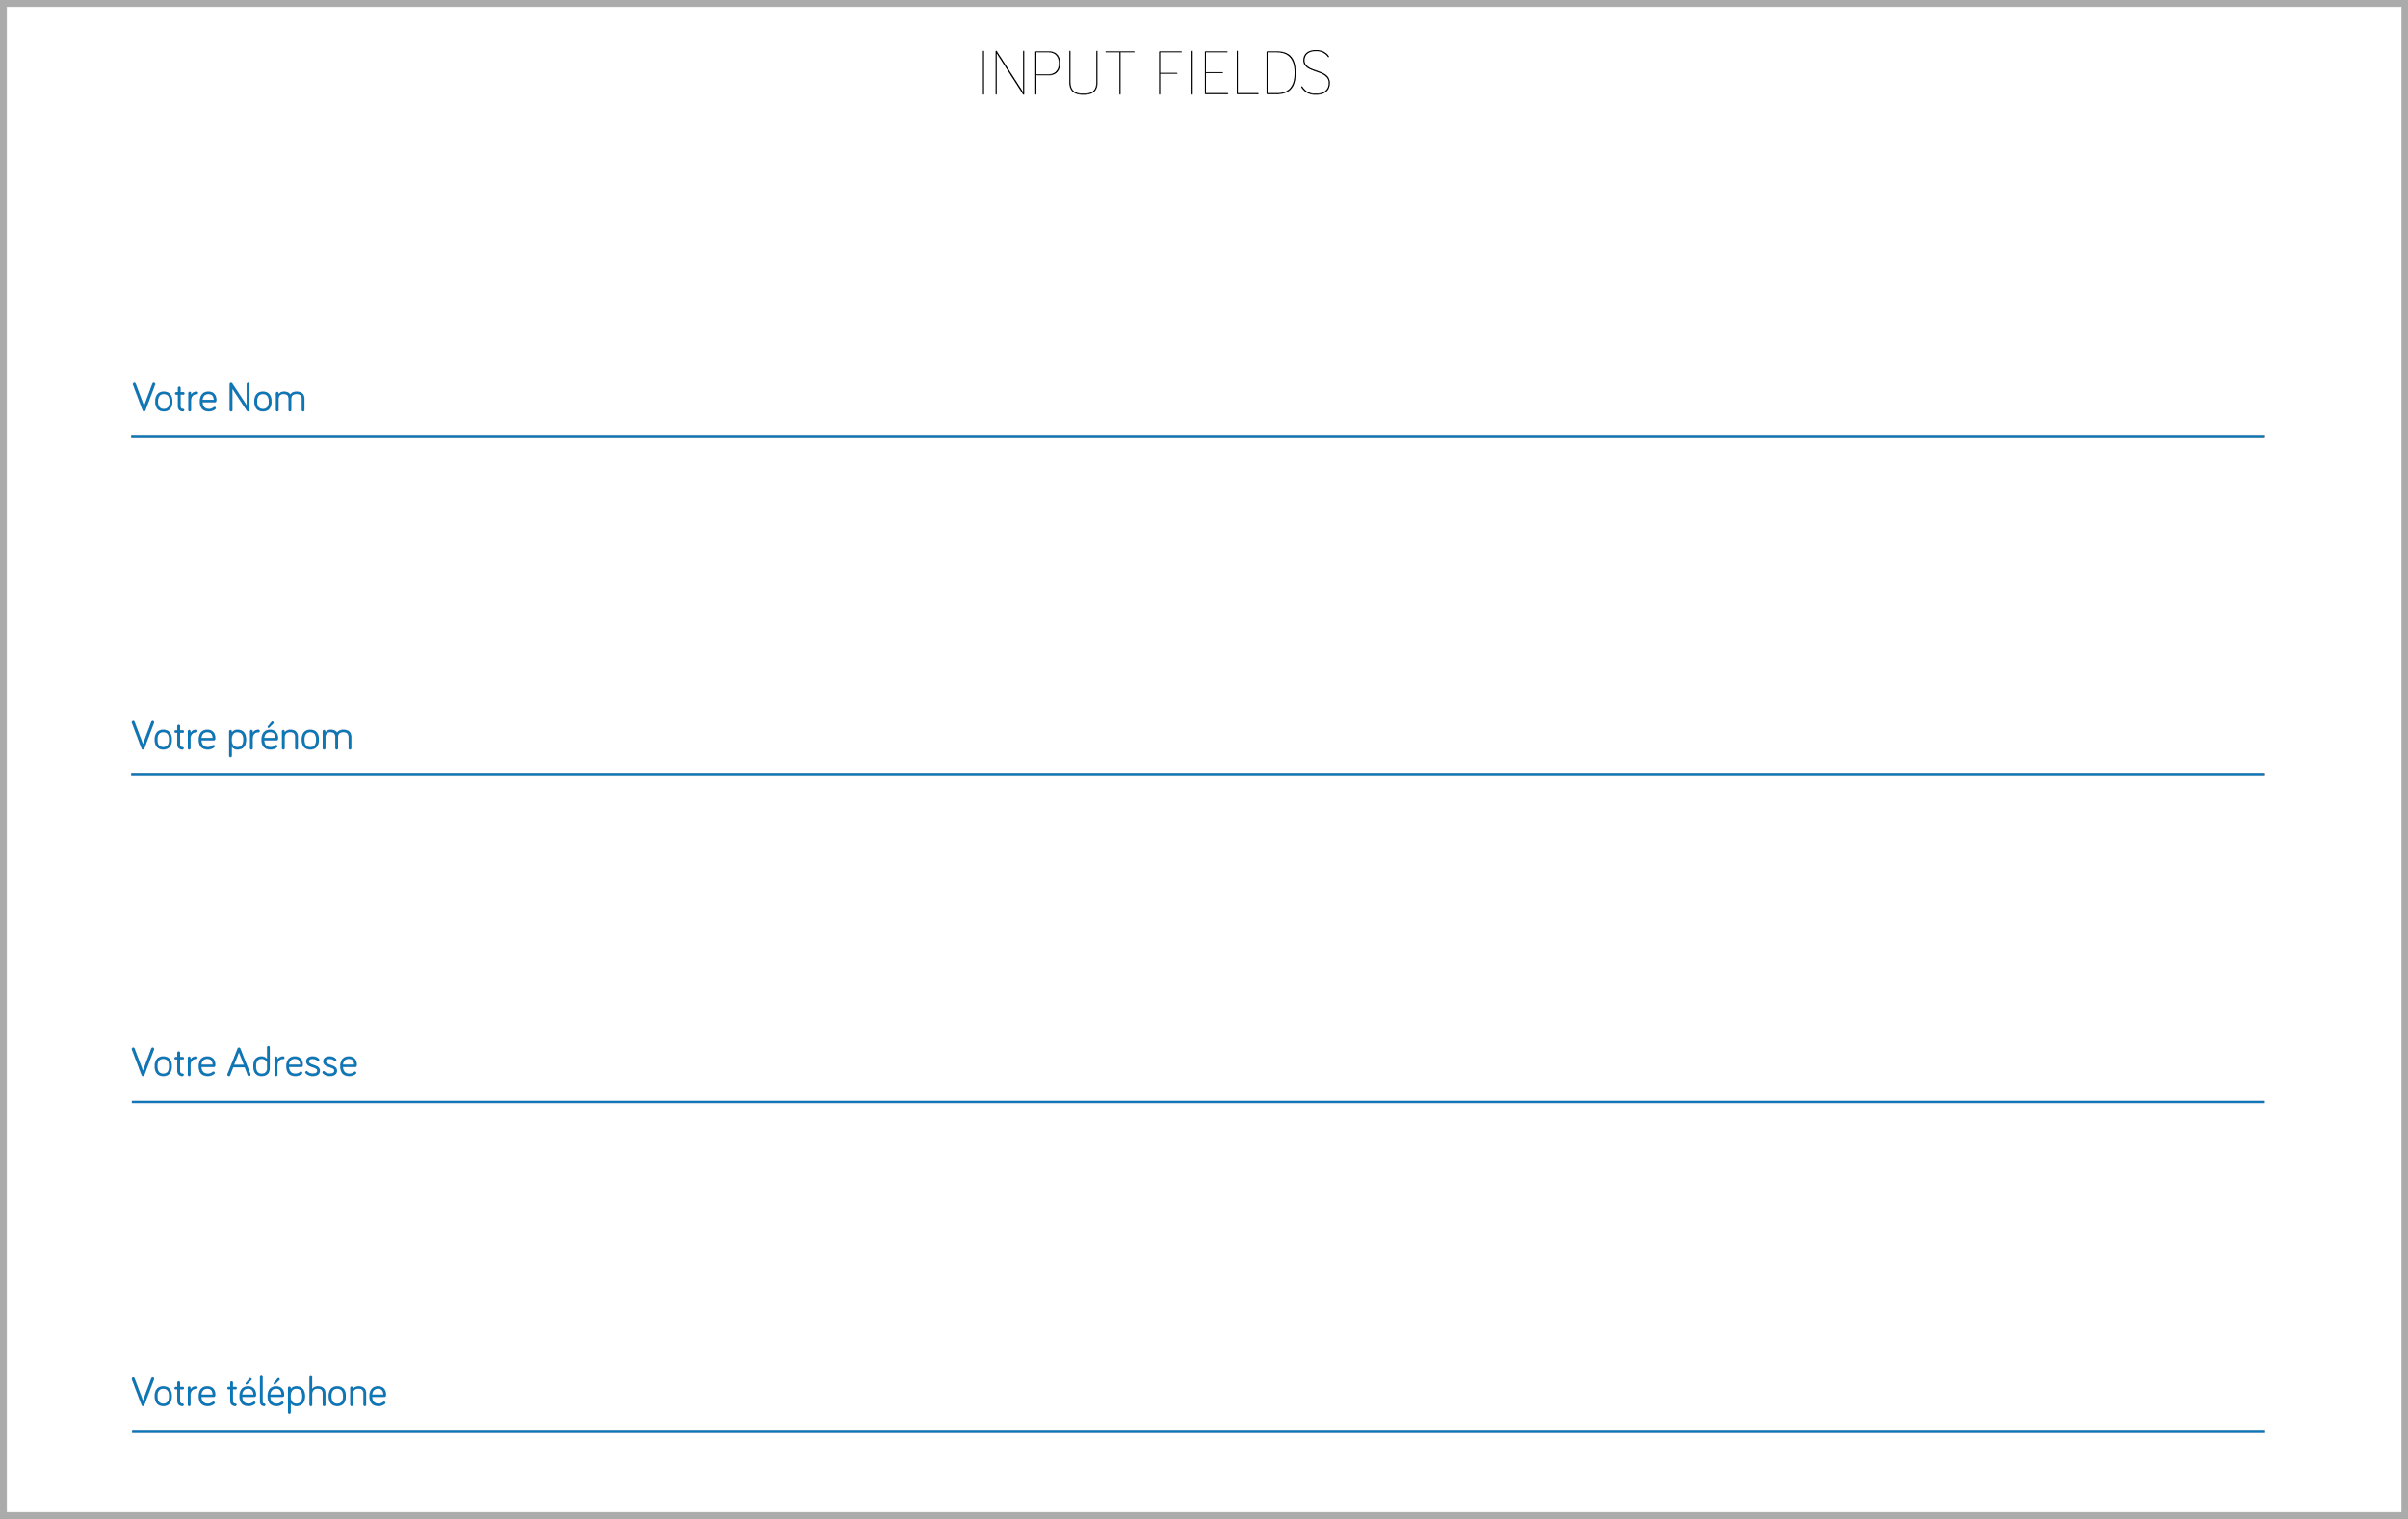 INPUT FIELDS
Votre Nom
Votre prénom
Votre Adresse
Votre téléphone